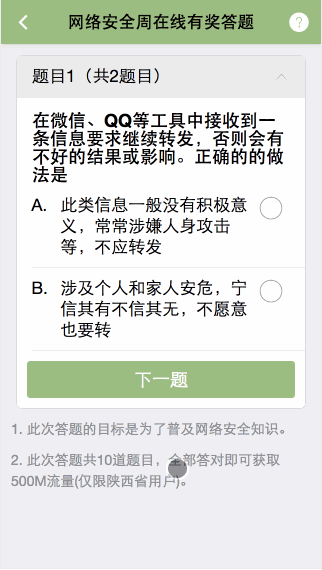 网络安全周在线有奖答题
?
题目1（共2题目）
在微信、QQ等工具中接收到一
条信息要求继续转发，否则会有
不好的结果或影响。正确的的做
法是
A. 此类信息一般没有积极意
义，常常涉嫌人身攻击
等，不应转发
B. 涉及个人和家人安危，宁
信其有不信其无，不愿意
也要转
下一题
1. 此次答题的目标是为了普及网络安全知识。
2. 此次答题共10道题目，全部答对即可获取
500M流量(仅限陕西省用户)。